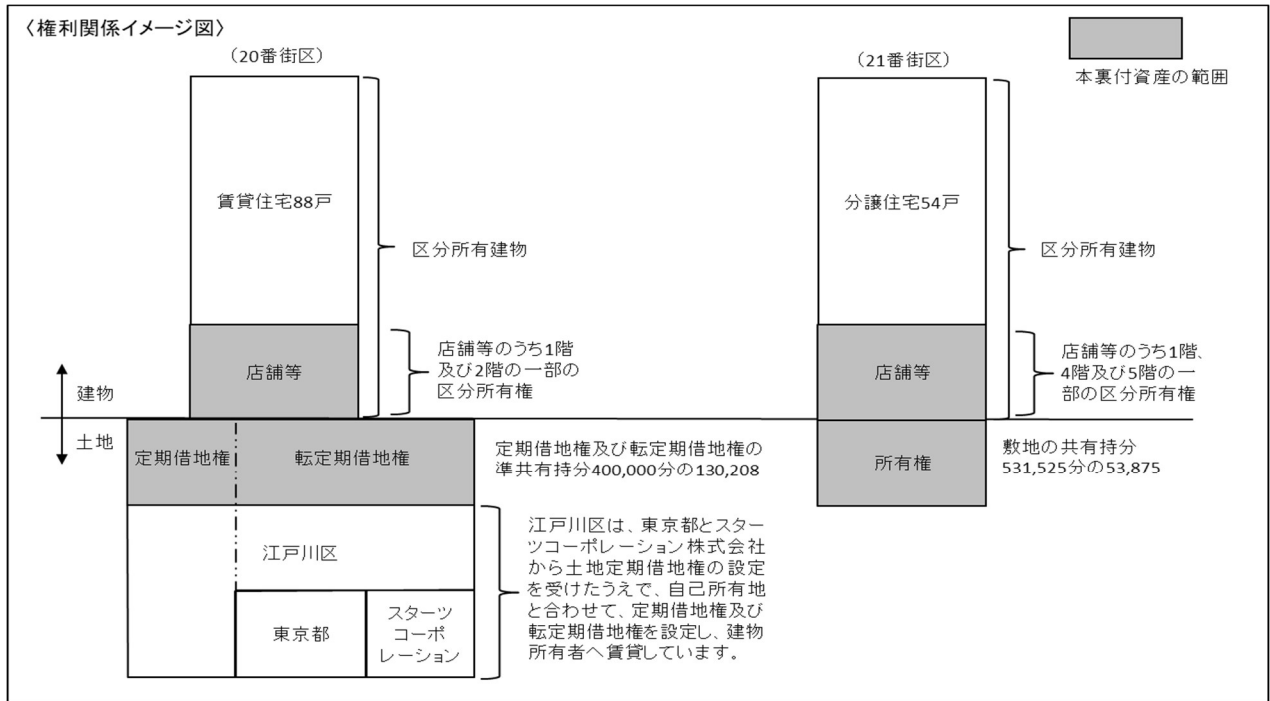 〈権利関係イメージ図〉
（20番街区）
（21番街区）
本裏付資産の範囲
賃貸住宅88戸
分譲住宅54戸
区分所有建物
区分所有建物
店舗等
店舗等のうち1階
及び2階の一部の
区分所有権
店舗等
店舗等のうち1階、
4階及び5階の一
部の区分所有権
建物
土地
定期借地権
転定期借地権
定期借地権及び転定期借地権の
準共有持分400,000分の130,208
所有権
敷地の共有持分
531,525分の53,875
江戸川区
東京都
スターツ
コーポ
レーション
江戸川区は、東京都とスター
ツコーポレーション株式会社
から土地定期借地権の設定
を受けたうえで、自己所有地
と合わせて、定期借地権及び
転定期借地権を設定し、建物
所有者へ賃貸しています。